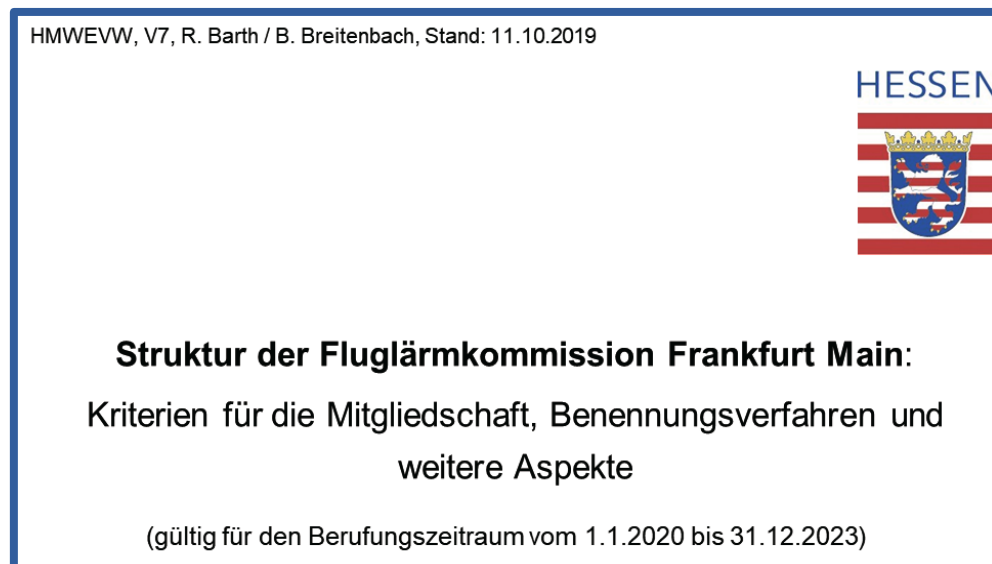 HMWEVW, V7, R. Barth / B. Breitenbach, Stand: 11.10.2019
HESSEN
Struktur der Fluglärmkommission Frankfurt Main:
Kriterien für die Mitgliedschaft, Benennungsverfahren und
weitere Aspekte
(gültig für den Berufungszeitraum vom 1.1.2020 bis 31.12.2023)